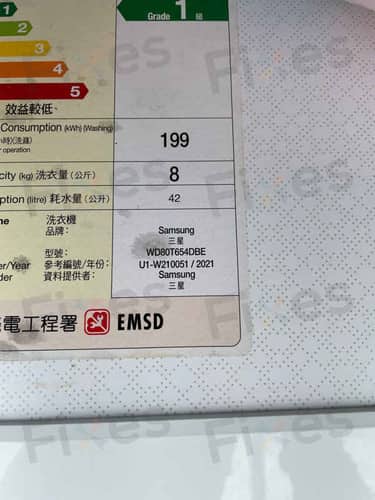 1
Grade 1 級
2
3
4
5
效益較低
Consumption (kWh) (Washing)
199
operation
city (kg) 洗衣量 (公斤)
8
ption (litre) 耗水量 (公升)
42
洗衣機
品牌:
Samsung
三星
型號:
WD80T654DBE
er/Year 參考編號/年份:
U1-W210051 / 2021
der 資料提供者:
Samsung
三星
電工程署 EMSD
Fixes